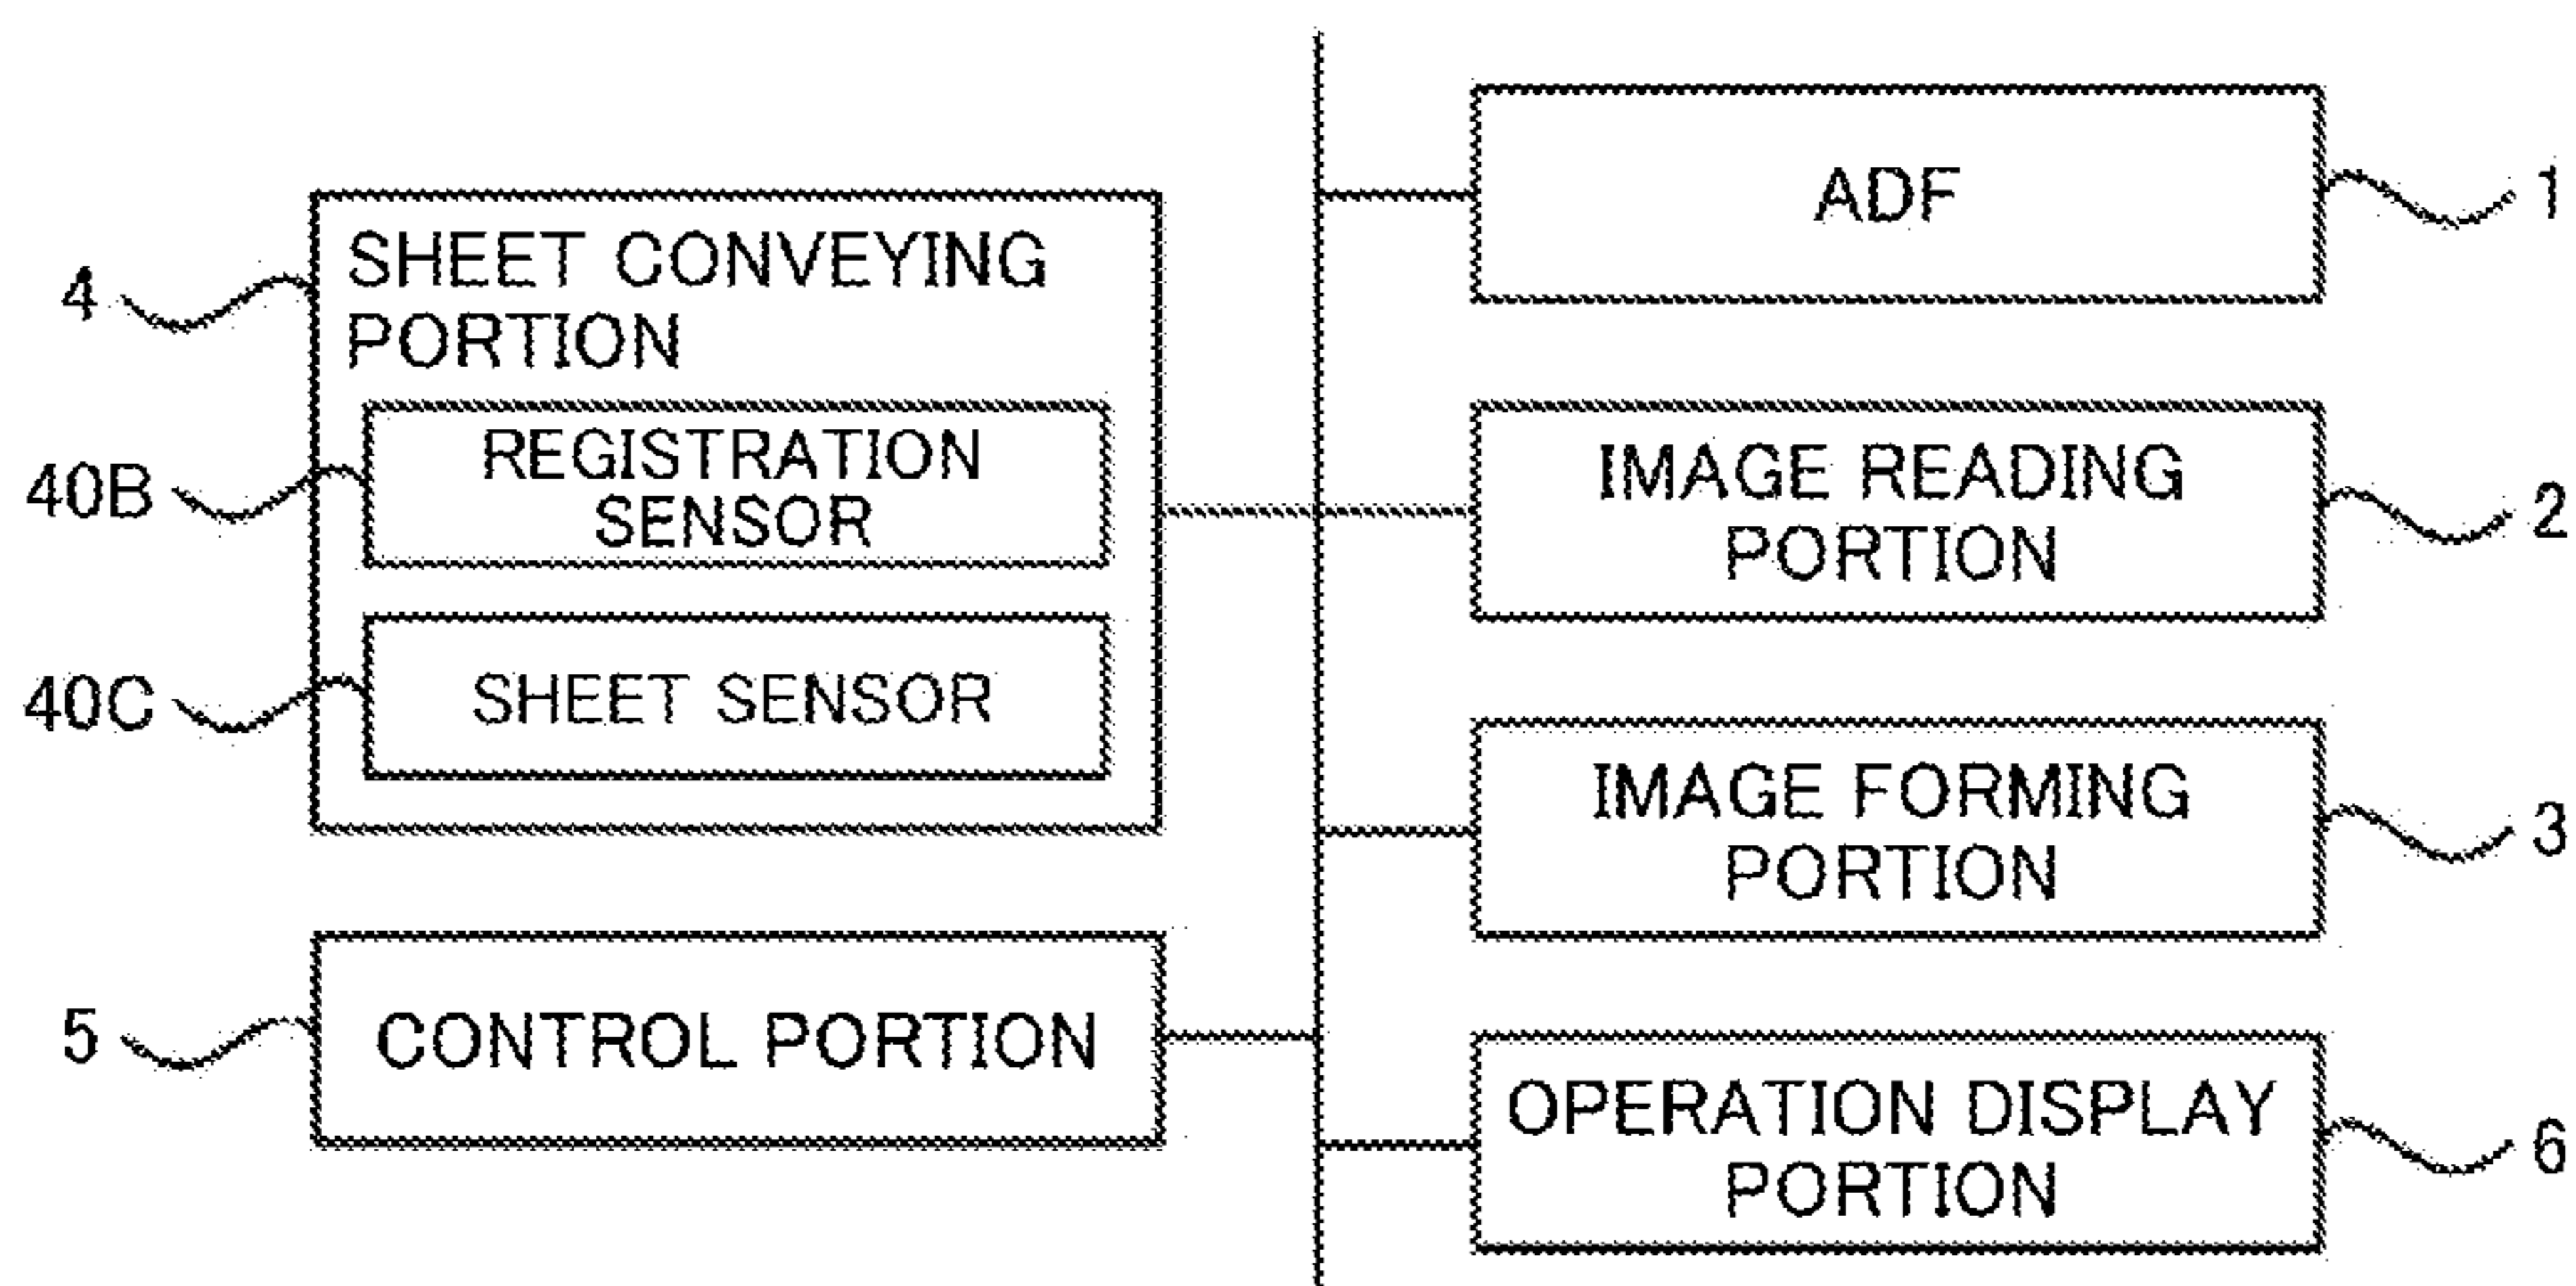 4
SHEET CONVEYING
PORTION
40B
REGISTRATION
SENSOR
40C
SHEET SENSOR
5
CONTROL PORTION
ADF
1
IMAGE READING
PORTION
2
IMAGE FORMING
PORTION
3
OPERATION DISPLAY
PORTION
6